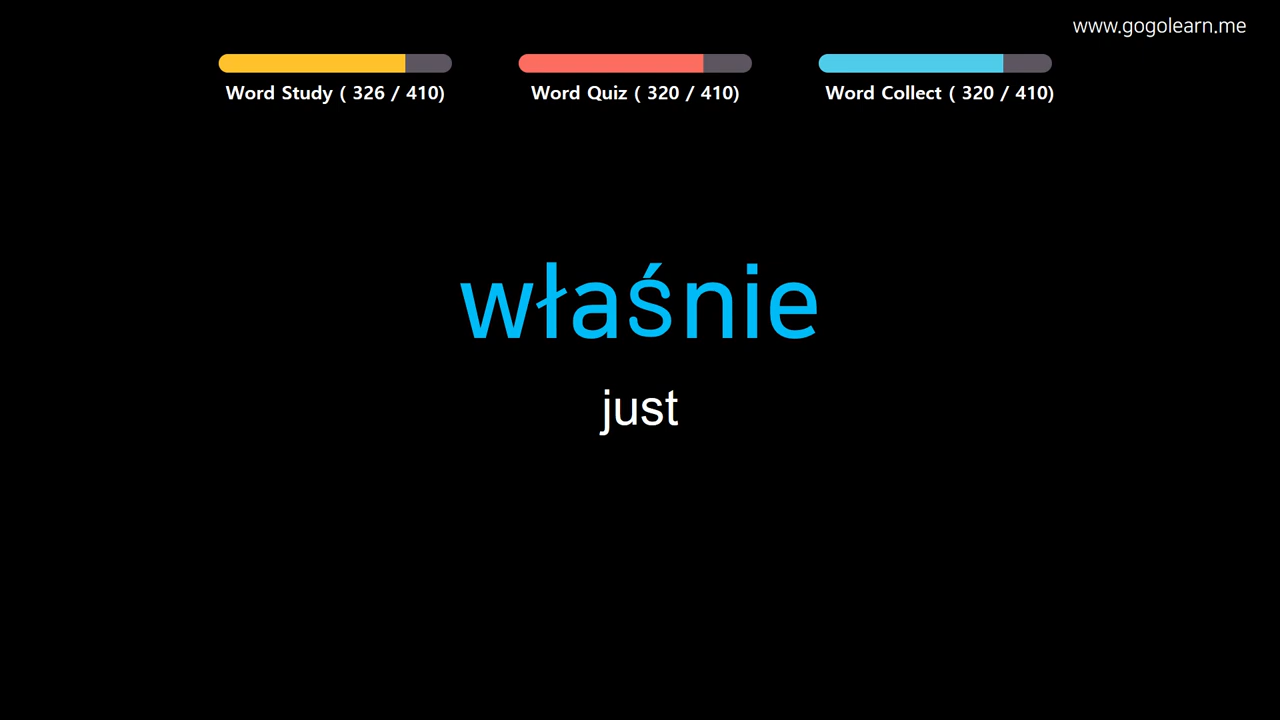 www.gogolearn.me
Word Study ( 326 / 410)
Word Quiz ( 320 / 410)
Word Collect ( 320 / 410)
właśnie
just